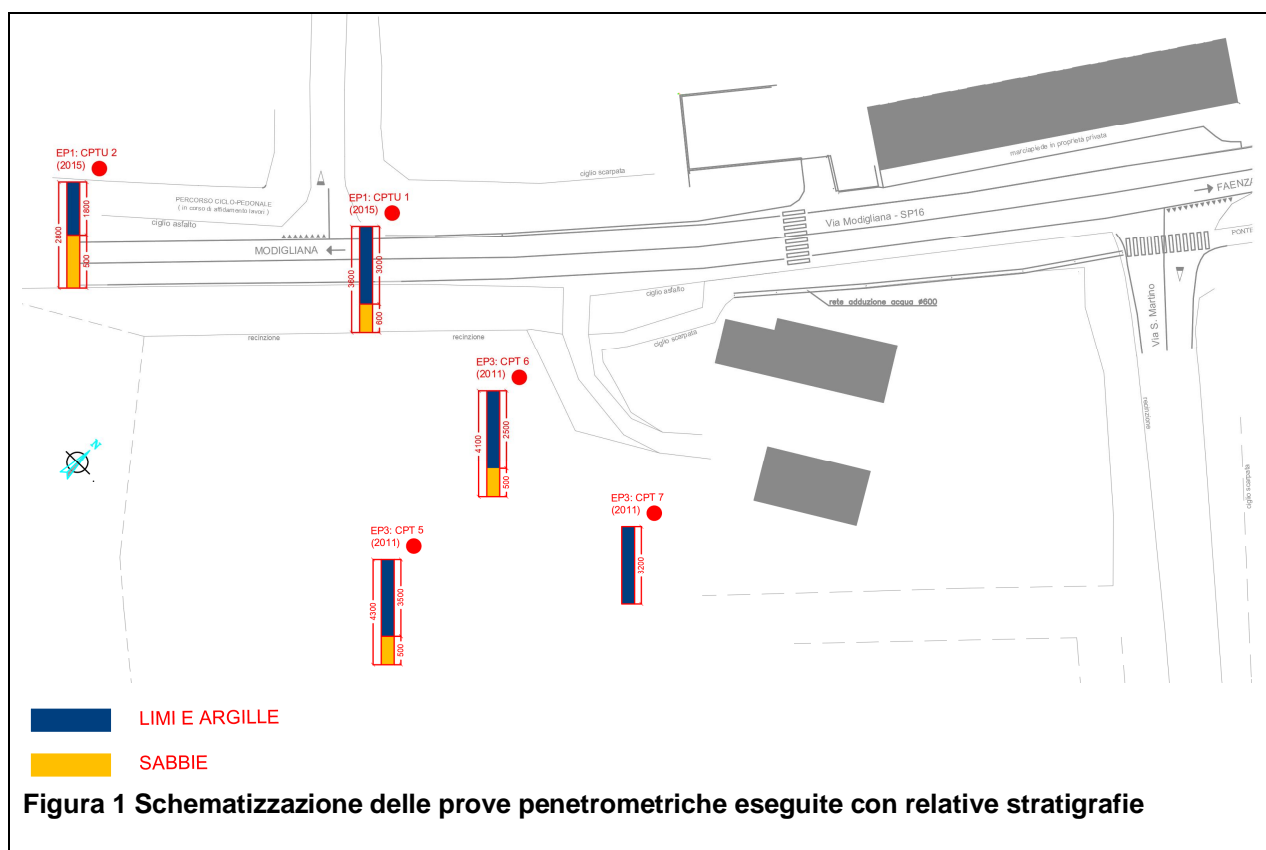 EP1: CPTU 2
(2015)
2800
1800
500
PERCORSO CICLO-PEDONALE
( in corso di affidamento lavori )
ciglio asfalto
EP1: CPTU 1
(2015)
3600
3000
600
MODIGLIANA
ciglio scarpata
marciapiede in proprietà privata
Via Modigliana - SP16
FAENZA
PONTE
ciglio asfalto
rete adduzione acqua ø600
ciglio scarpata
Via S. Martino
recinzione
recinzione
recinzione
ciglio scarpata
EP3: CPT 6
(2011)
4100
2500
500
N
EP3: CPT 7
(2011)
3200
EP3: CPT 5
(2011)
4300
3500
500
LIMI E ARGILLE
SABBIE
Figura 1 Schematizzazione delle prove penetrometriche eseguite con relative stratigrafie